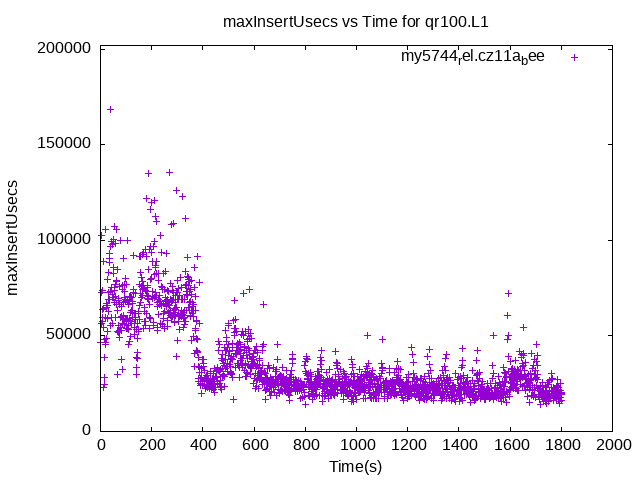 maxInsertUsecs vs Time for qr100.L1
my5744rel.cz11abee
200000
150000
100000
50000
0
maxInsertUsecs
0 200 400 600 800 1000 1200 1400 1600 1800 2000
Time(s)